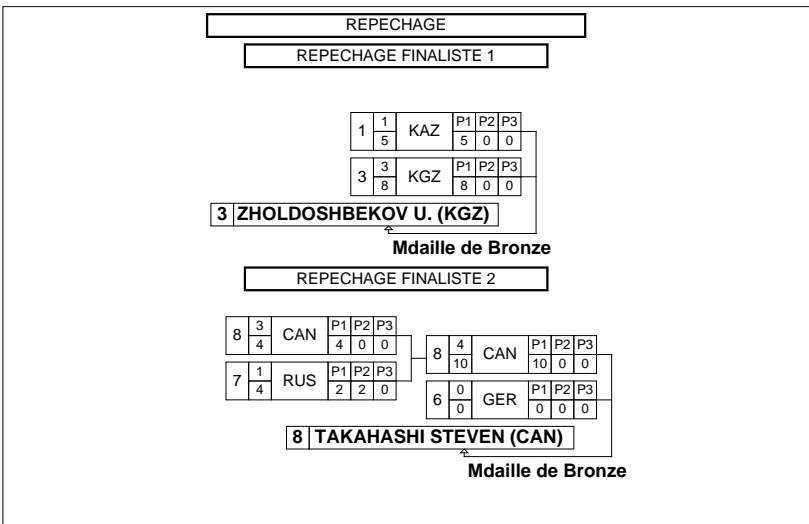 REPECHAGE
REPECHAGE FINALISTE 1
1 1 KAZ P1 P2 P3
5 5 0 0
3 3 KGZ P1 P2 P3
8 8 0 0
3 ZHOLDOSHBEKOV U. (KGZ)
Mdaille de Bronze
REPECHAGE FINALISTE 2
8 3 CAN P1 P2 P3
4 4 0 0
8 4 CAN P1 P2 P3
10 10 0 0
7 1 RUS P1 P2 P3
4 2 2 0
6 0 GER P1 P2 P3
0 0 0 0
8 TAKAHASHI STEVEN (CAN)
Mdaille de Bronze